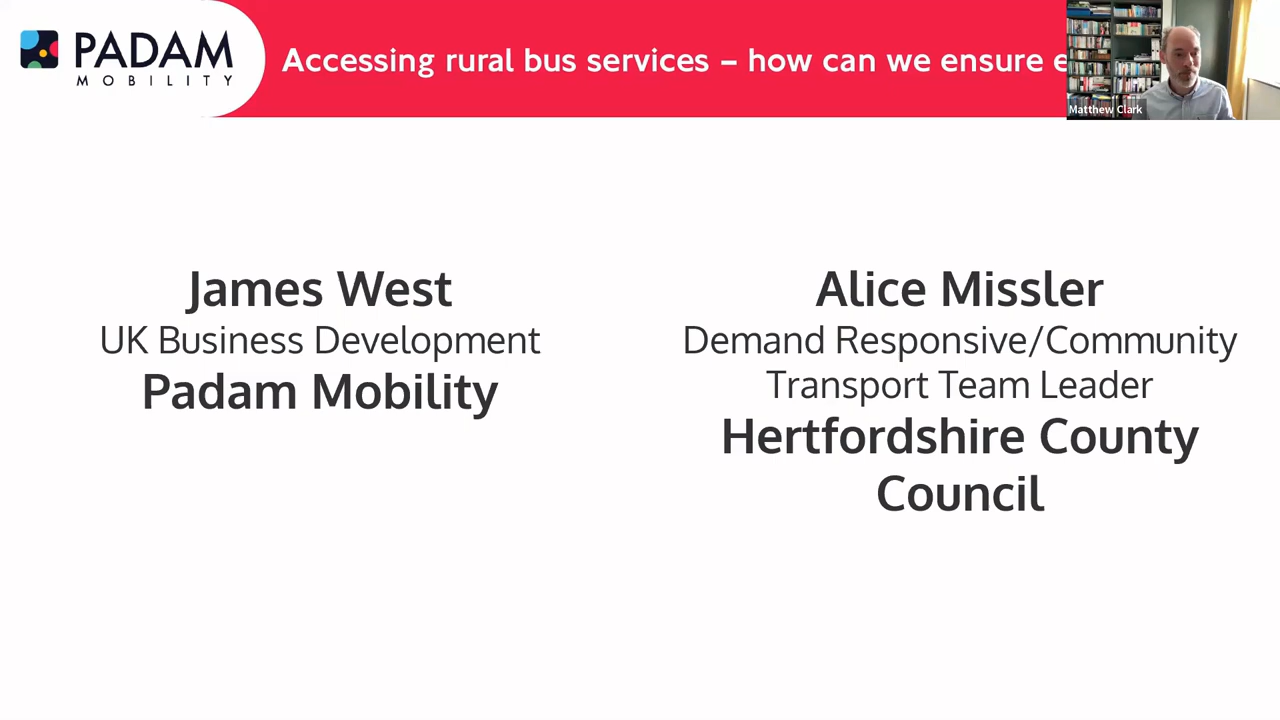 PADAM
MOBILITY
Accessing rural bus services – how can we ensure e
Matthew Clark
James West
UK Business Development
Padam Mobility
Alice Missler
Demand Responsive/Community
Transport Team Leader
Hertfordshire County
Council